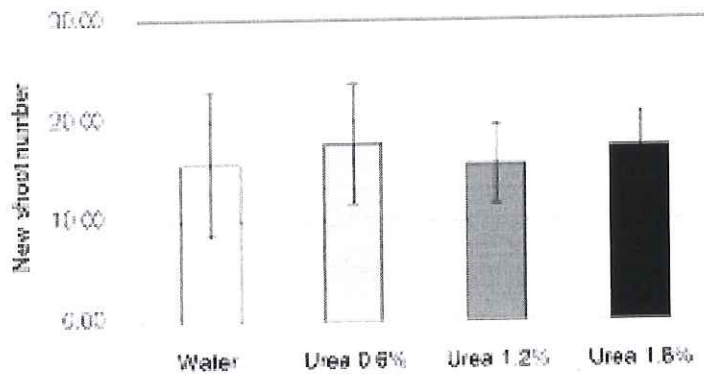 30.00
20.00
10.00
0.00
New shoot number
Water
Urea 0.6%
Urea 1.2%
Urea 1.8%